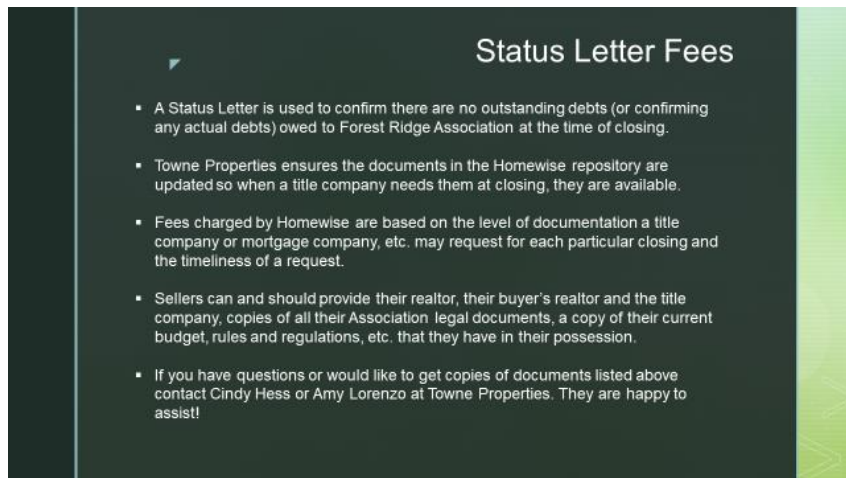 Status Letter Fees
▪ A Status Letter is used to confirm there are no outstanding debts (or confirming
any actual debts) owed to Forest Ridge Association at the time of closing.
▪ Towne Properties ensures the documents in the Homewise repository are
updated so when a title company needs them at closing, they are available.
▪ Fees charged by Homewise are based on the level of documentation a title
company or mortgage company, etc. may request for each particular closing and
the timeliness of a request.
▪ Sellers can and should provide their realtor, their buyer's realtor and the title
company, copies of all their Association legal documents, a copy of their current
budget, rules and regulations, etc. that they have in their possession.
▪ If you have questions or would like to get copies of documents listed above
contact Cindy Hess or Amy Lorenzo at Towne Properties. They are happy to
assist!